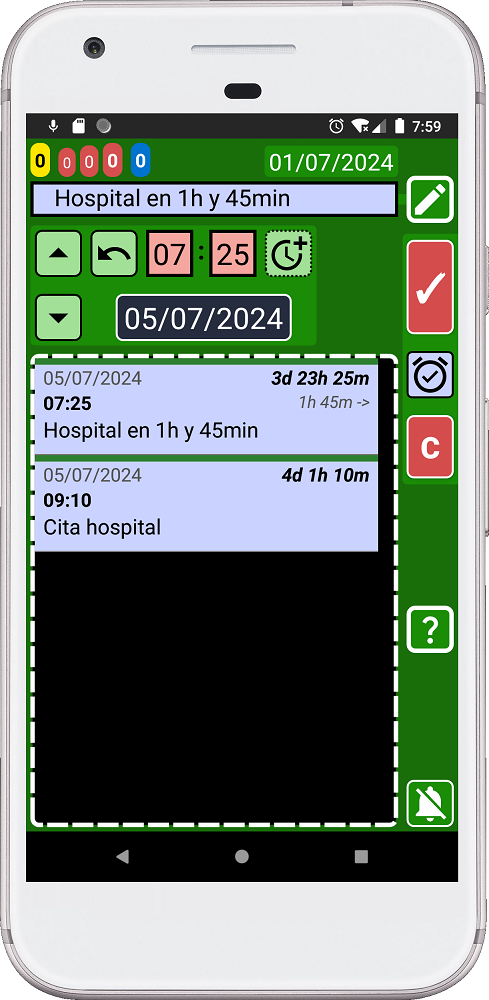 7:59
0 0 0 0 0 01/07/2024
Hospital en 1h y 45min
07 : 25
05/07/2024
05/07/2024 3d 23h 25m
07:25 1h 45m ->
Hospital en 1h y 45min
05/07/2024 4d 1h 10m
09:10
Cita hospital
C
?